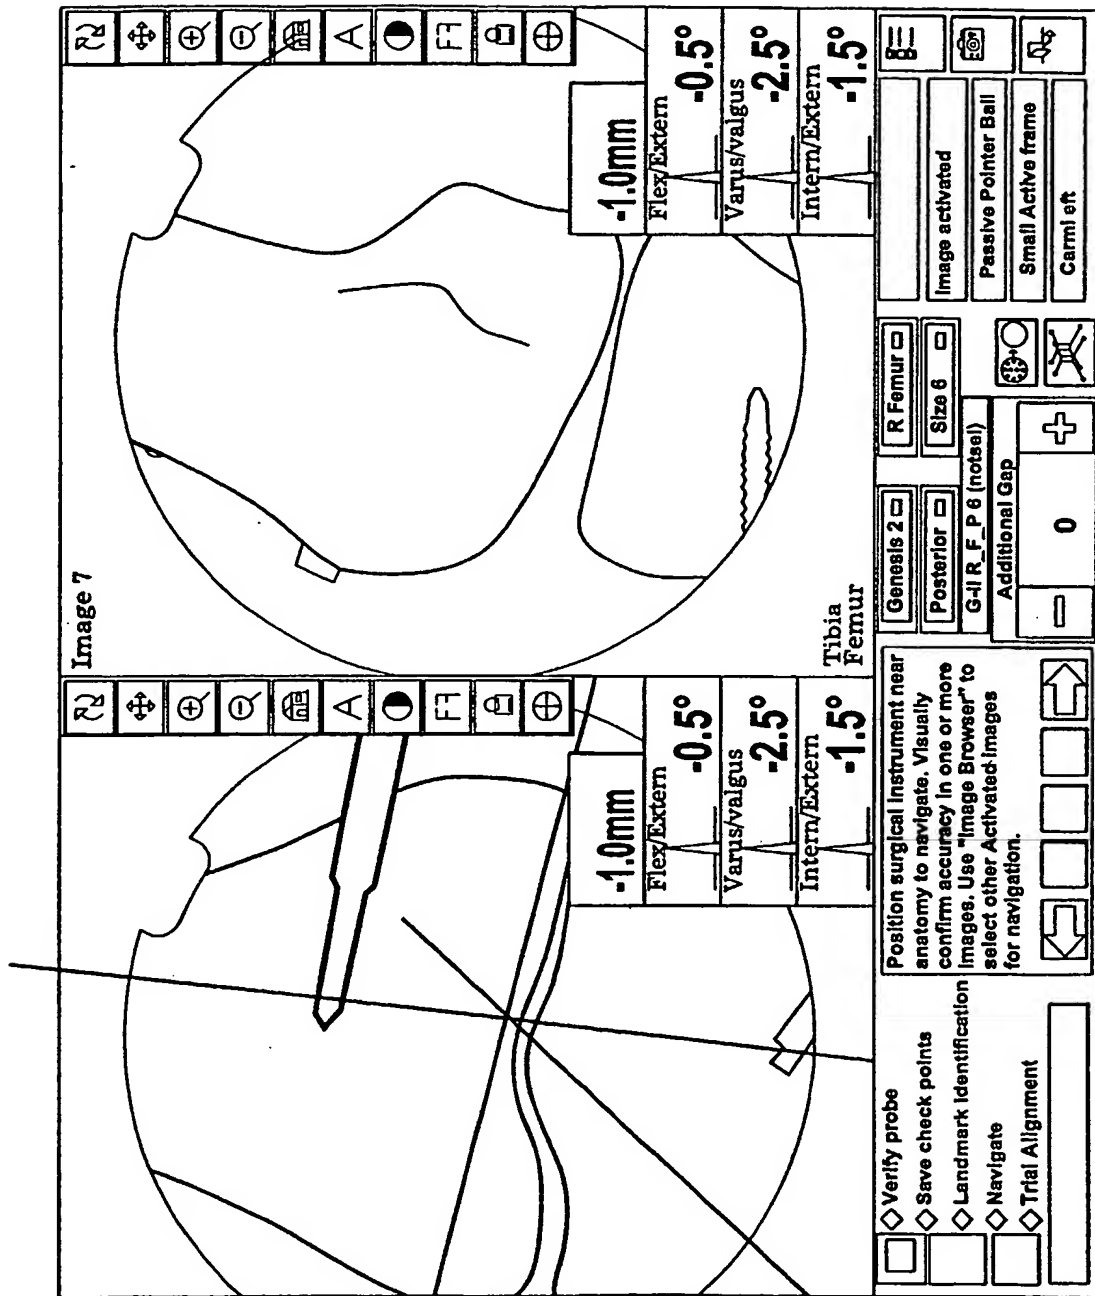 Image 7
-1.0mm
Flex/Extern
-0.5°
Varus/valgus
-2.5°
Intern/Extern
-1.5°
A
-1.0mm
Flex/Extern
-0.5°
Varus/valgus
-2.5°
Intern/Extern
-1.5°
A
Tibia
Femur
Verify probe
Save check points
Landmark identification
Navigate
Trial Alignment
Position surgical instrument near
anatomy to navigate. Visually
confirm accuracy in one or more
images. Use "Image Browser" to
select other Activated images
for navigation.
Genesis 2
R Femur
Posterior
Size 6
G-II R_F_P 6 (notsel)
Additional Gap
0
Image activated
Passive Pointer Ball
Small Active frame
Carmi eft